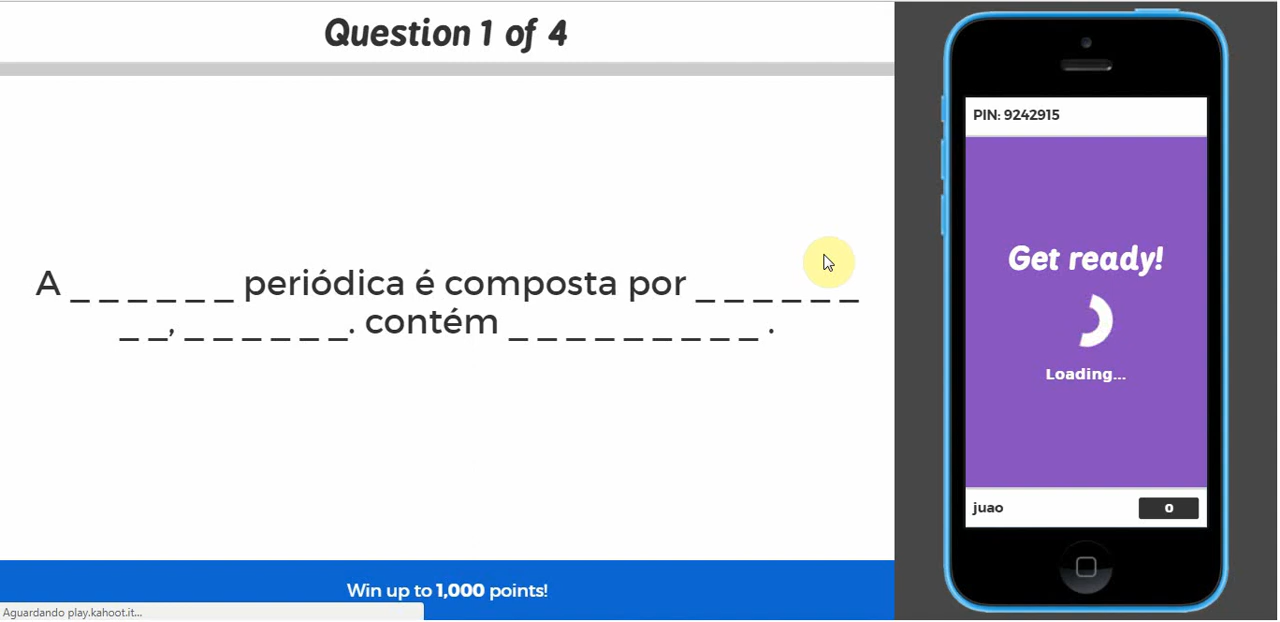 Question 1 of 4
A _ _ _ _ _ _ periódica é composta por _ _ _ _ _ _
_ _, _ _ _ _ _ _. contém _ _ _ _ _ _ _ _ _ .
Win up to 1,000 points!
Aguardando play.kahoot.it...
PIN: 9242915
Get ready!
Loading...
juao
0